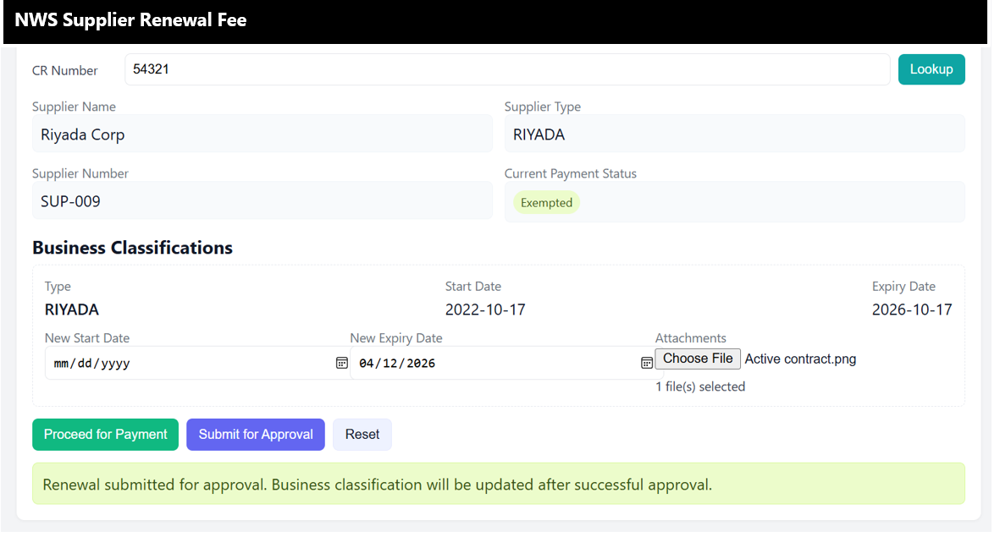 NWS Supplier Renewal Fee
CR Number 54321 Lookup
Supplier Name Supplier Type
Riyada Corp RIYADA
Supplier Number Current Payment Status
SUP-009 Exempted
Business Classifications
Type Start Date Expiry Date
RIYADA 2022-10-17 2026-10-17
New Start Date New Expiry Date Attachments
mm/dd/yyyy 04/12/2026 Choose File Active contract.png
1 file(s) selected
Proceed for Payment Submit for Approval Reset
Renewal submitted for approval. Business classification will be updated after successful approval.